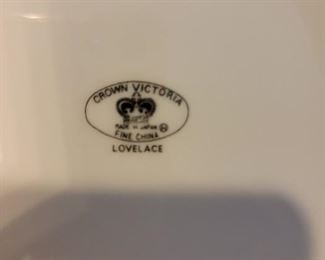 CROWN VICTORIA
MADE IN JAPAN
FINE CHINA
LOVELACE